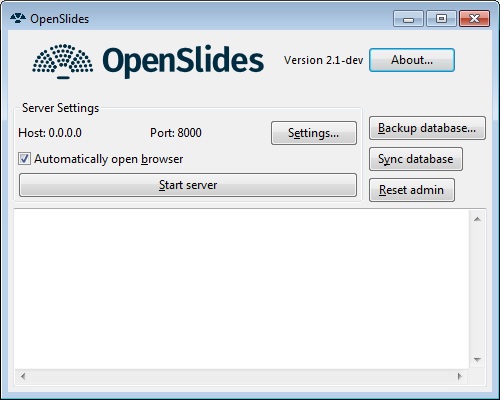 OpenSlides
OpenSlides
Version 2.1-dev
About...
Server Settings
Host: 0.0.0.0
Port: 8000
Settings...
Automatically open browser
Start server
Backup database...
Sync database
Reset admin